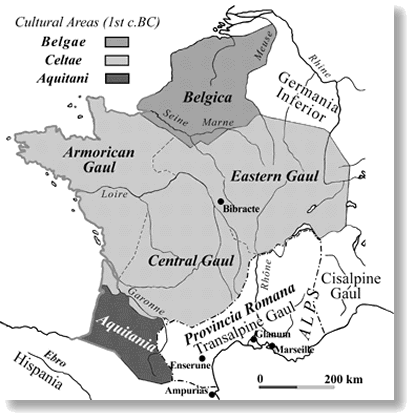 Cultural Areas (1st c.BC)
Belgae
Celtae
Aquitani
Meuse
Rhine
Belgica
Germania
Inferior
Seine
Marne
Armorican
Gaul
Eastern Gaul
Loire
Bibracte
Central Gaul
Rhône
Cisalpine
Gaul
ALPS
Garonne
Provincia Romana
Transalpine Gaul
Aquitania
Glanum
Marseille
Enserune
Ebro
Hispania
Ampurias
0
200 km